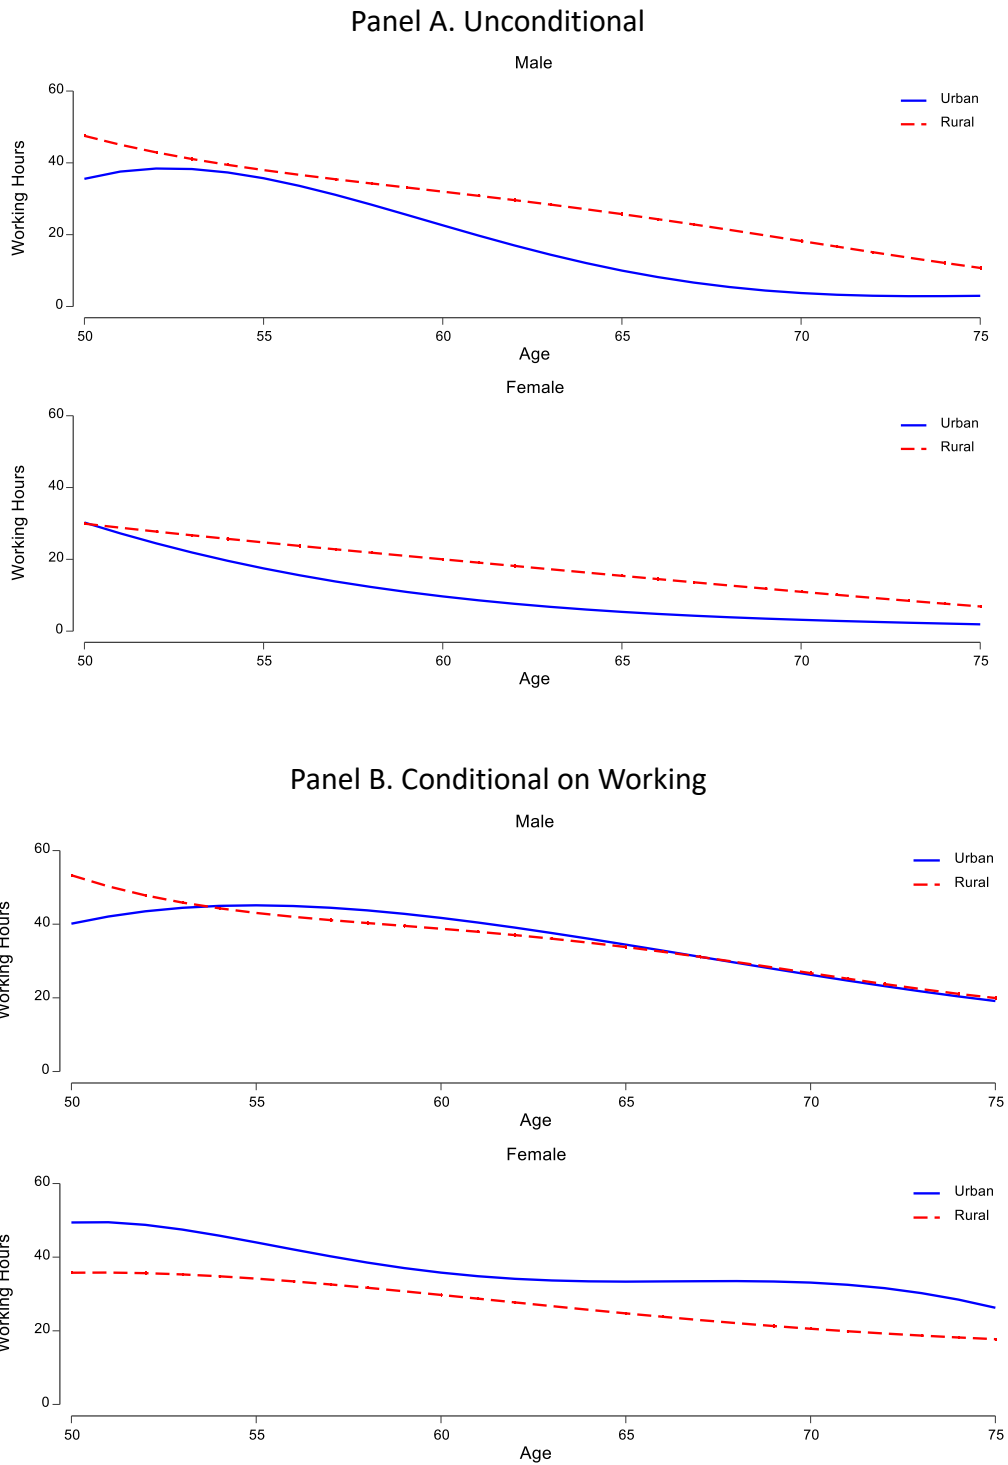 Panel A. Unconditional
Male
Working Hours
60
40
20
0
Urban
Rural
50 55 60 65 70 75
Age
Female
Working Hours
60
40
20
0
Urban
Rural
50 55 60 65 70 75
Age
Panel B. Conditional on Working
Male
Working Hours
60
40
20
0
Urban
Rural
50 55 60 65 70 75
Age
Female
Working Hours
60
40
20
0
Urban
Rural
50 55 60 65 70 75
Age